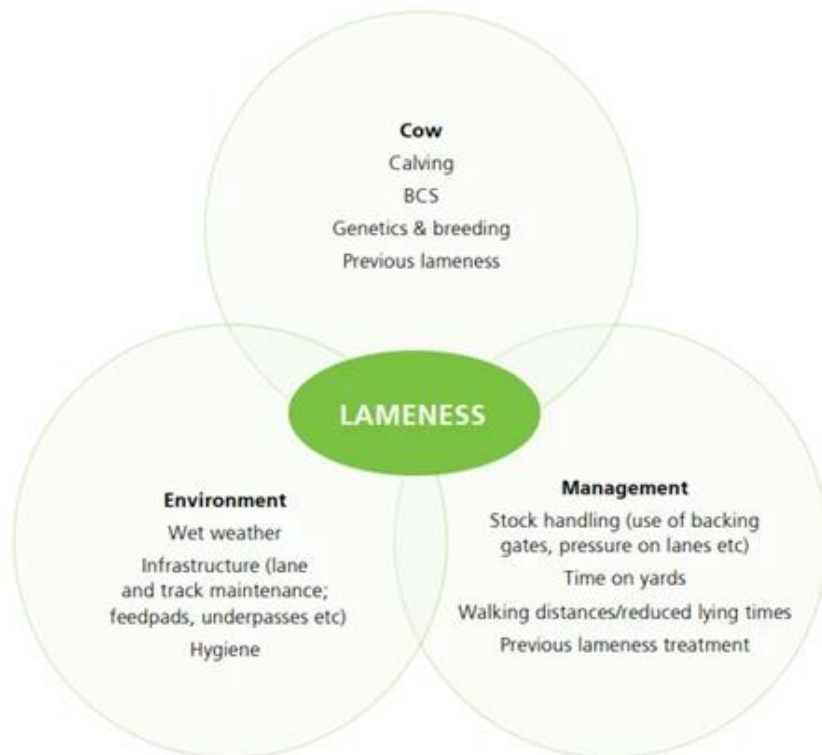 Cow
Calving
BCS
Genetics & breeding
Previous lameness
LAMENESS
Environment
Wet weather
Infrastructure (lane
and track maintenance;
feedpads, underpasses etc)
Hygiene
Management
Stock handling (use of backing
gates, pressure on lanes etc)
Time on yards
Walking distances/reduced lying times
Previous lameness treatment